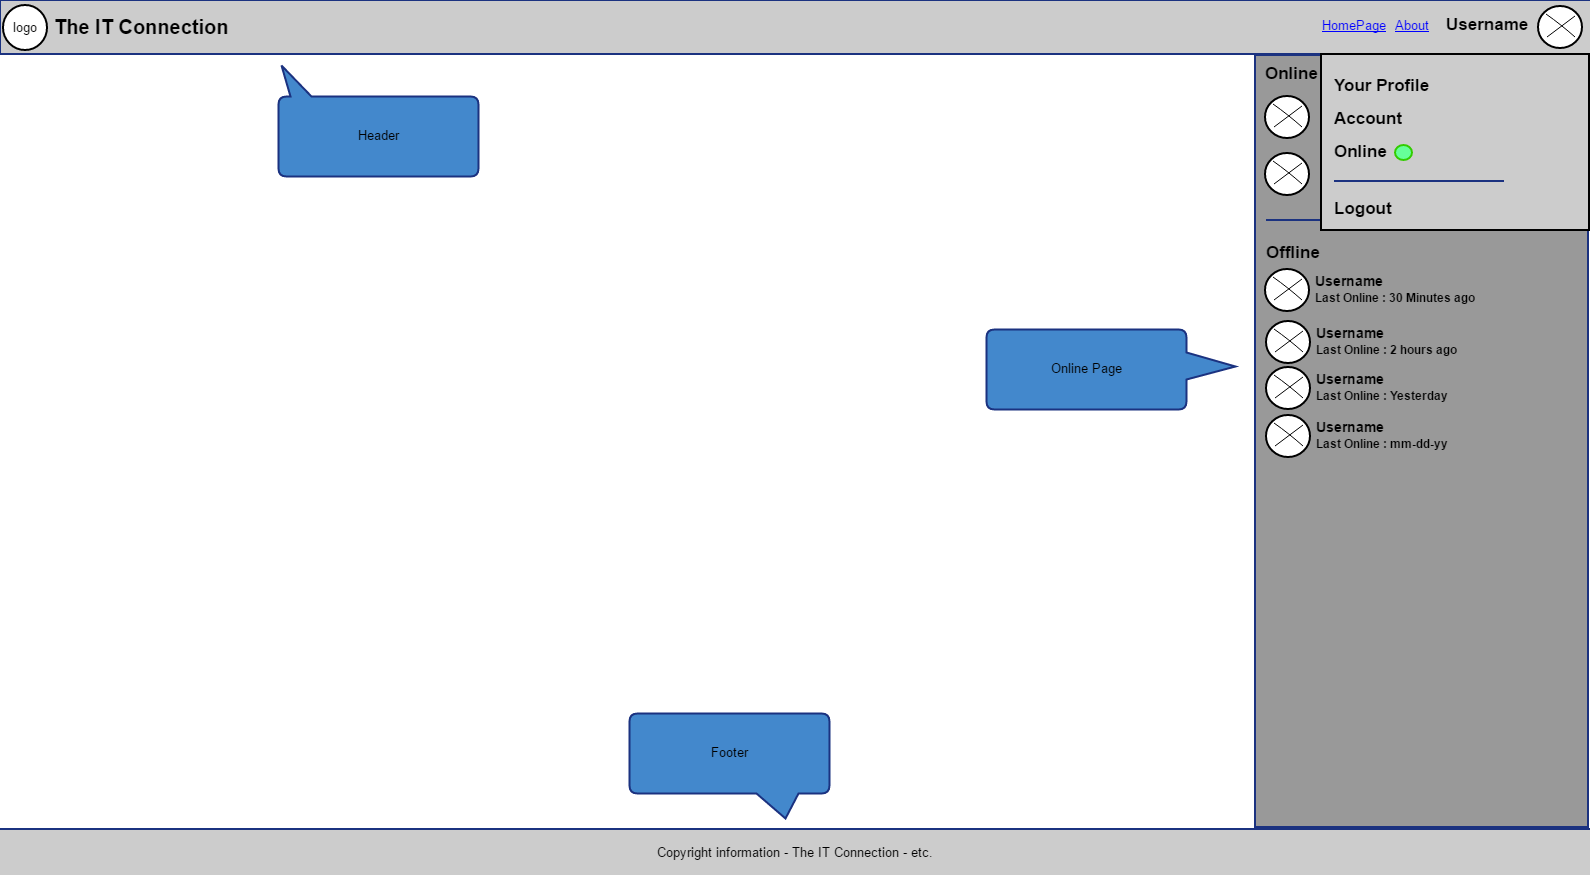 logo
The IT Connection
HomePage About
Username
Header
Online
Your Profile
Account
Online
Logout
Offline
Username
Last Online : 30 Minutes ago
Username
Last Online : 2 hours ago
Online Page
Username
Last Online : Yesterday
Username
Last Online : mm-dd-yy
Footer
Copyright information - The IT Connection - etc.